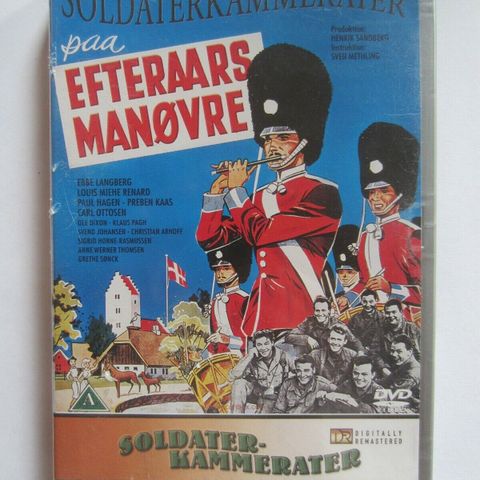 SOLDATERKAMMERATER
paa
EFTERAARS
MANØVRE
Produktion:
HENRIK SANDBERG
Instruktion:
SVEN METHLING
EBBE LANGBERG
LOUIS MIEHE RENARD
PAUL HAGEN - PREBEN KAAS
CARL OTTOSEN
OLE DIXON - KLAUS PAGH
SVEND JOHANSEN - CHRISTIAN ARHOFF
SIGRID HORNE-RASMUSSEN
ANNE WERNER THOMSEN
GRETHE SØNCK
A
DVD
SOLDATER-
KAMMERATER
DR
DIGITALLY
REMASTERED